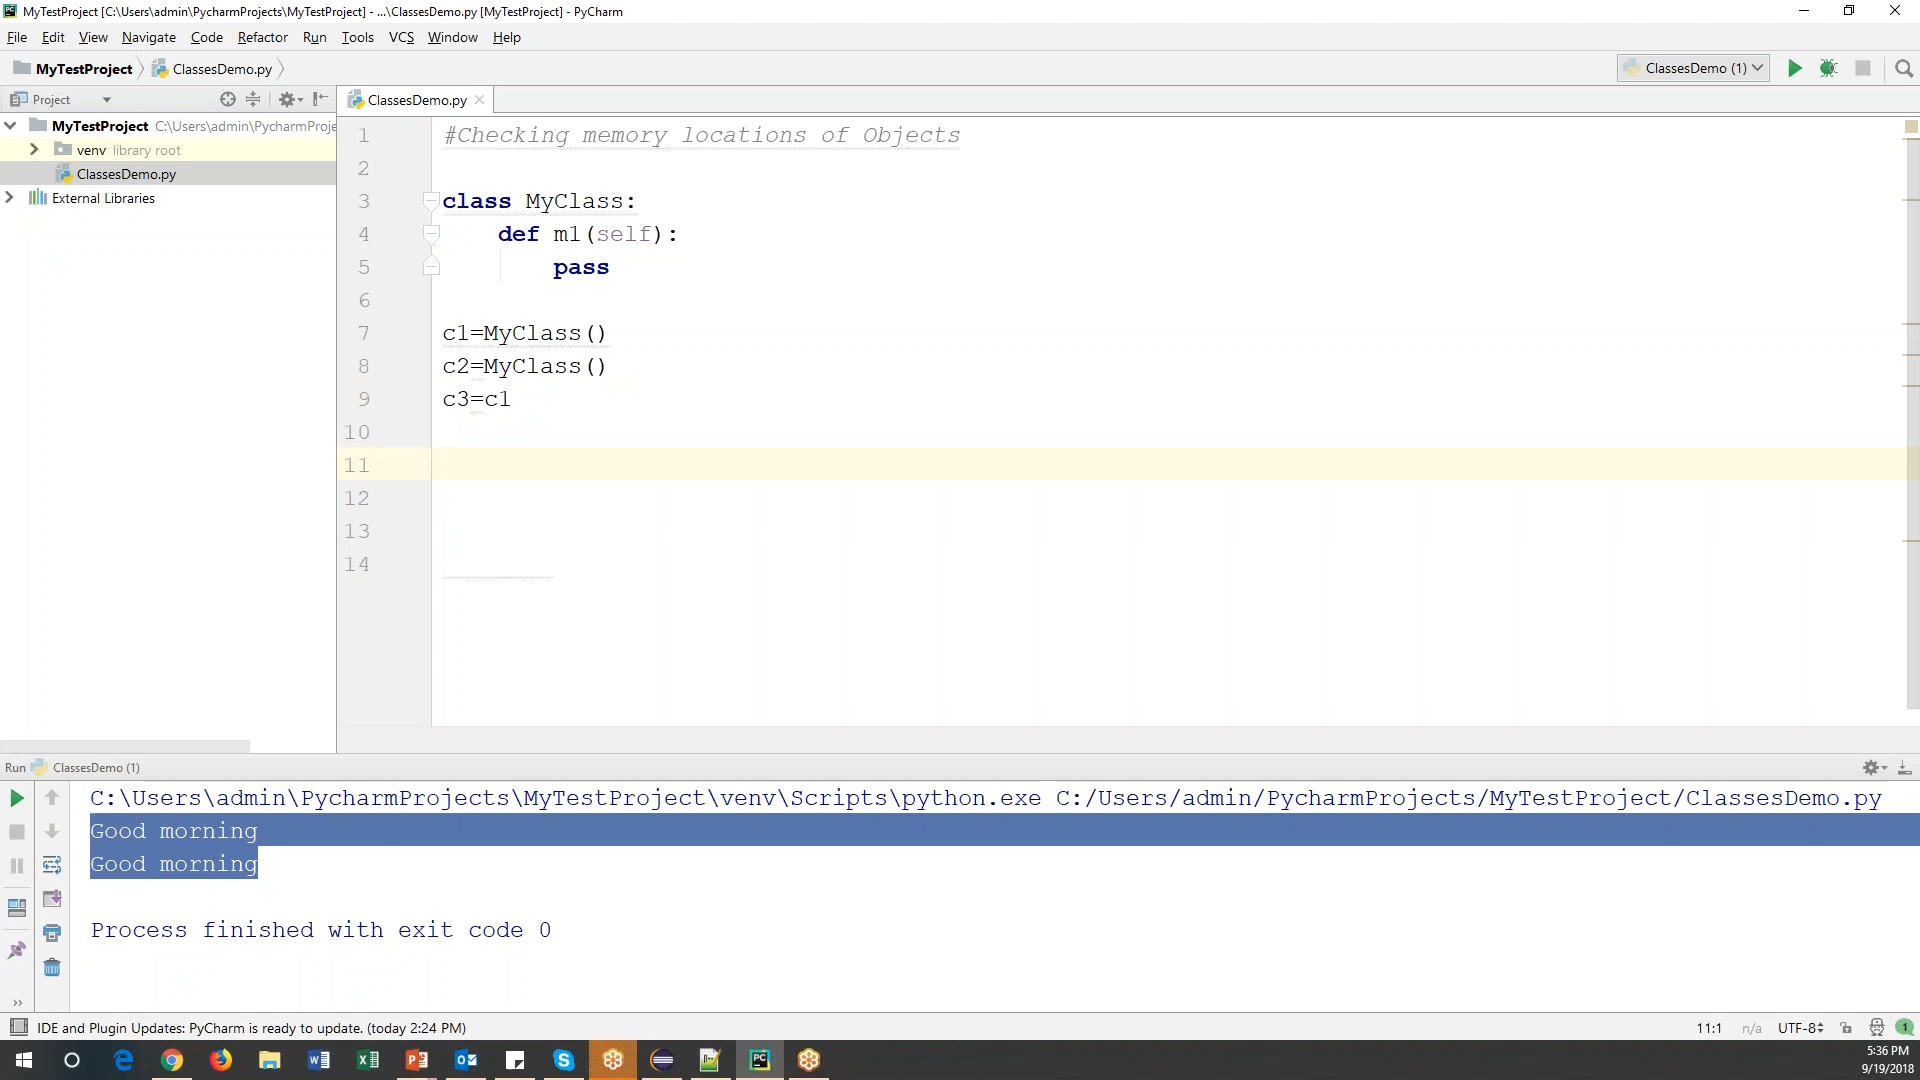 MyTestProject [C:\Users\admin\PycharmProjects\MyTestProject] - ...\ClassesDemo.py [MyTestProject] - PyCharm
File Edit View Navigate Code Refactor Run Tools VCS Window Help
MyTestProject ClassesDemo.py ClassesDemo (1)
Project ClassesDemo.py
MyTestProject C:\Users\admin\PycharmProje
venv library root
ClassesDemo.py
External Libraries
1 #Checking memory locations of Objects
2
3 class MyClass:
4 def m1(self):
5 pass
6
7 c1=MyClass()
8 c2=MyClass()
9 c3=c1
10
11
12
13
14
Run ClassesDemo (1)
C:\Users\admin\PycharmProjects\MyTestProject\venv\Scripts\python.exe C:/Users/admin/PycharmProjects/MyTestProject/ClassesDemo.py
Good morning
Good morning
Process finished with exit code 0
IDE and Plugin Updates: PyCharm is ready to update. (today 2:24 PM) 11:1 n/a UTF-8 1
5:36 PM
9/19/2018